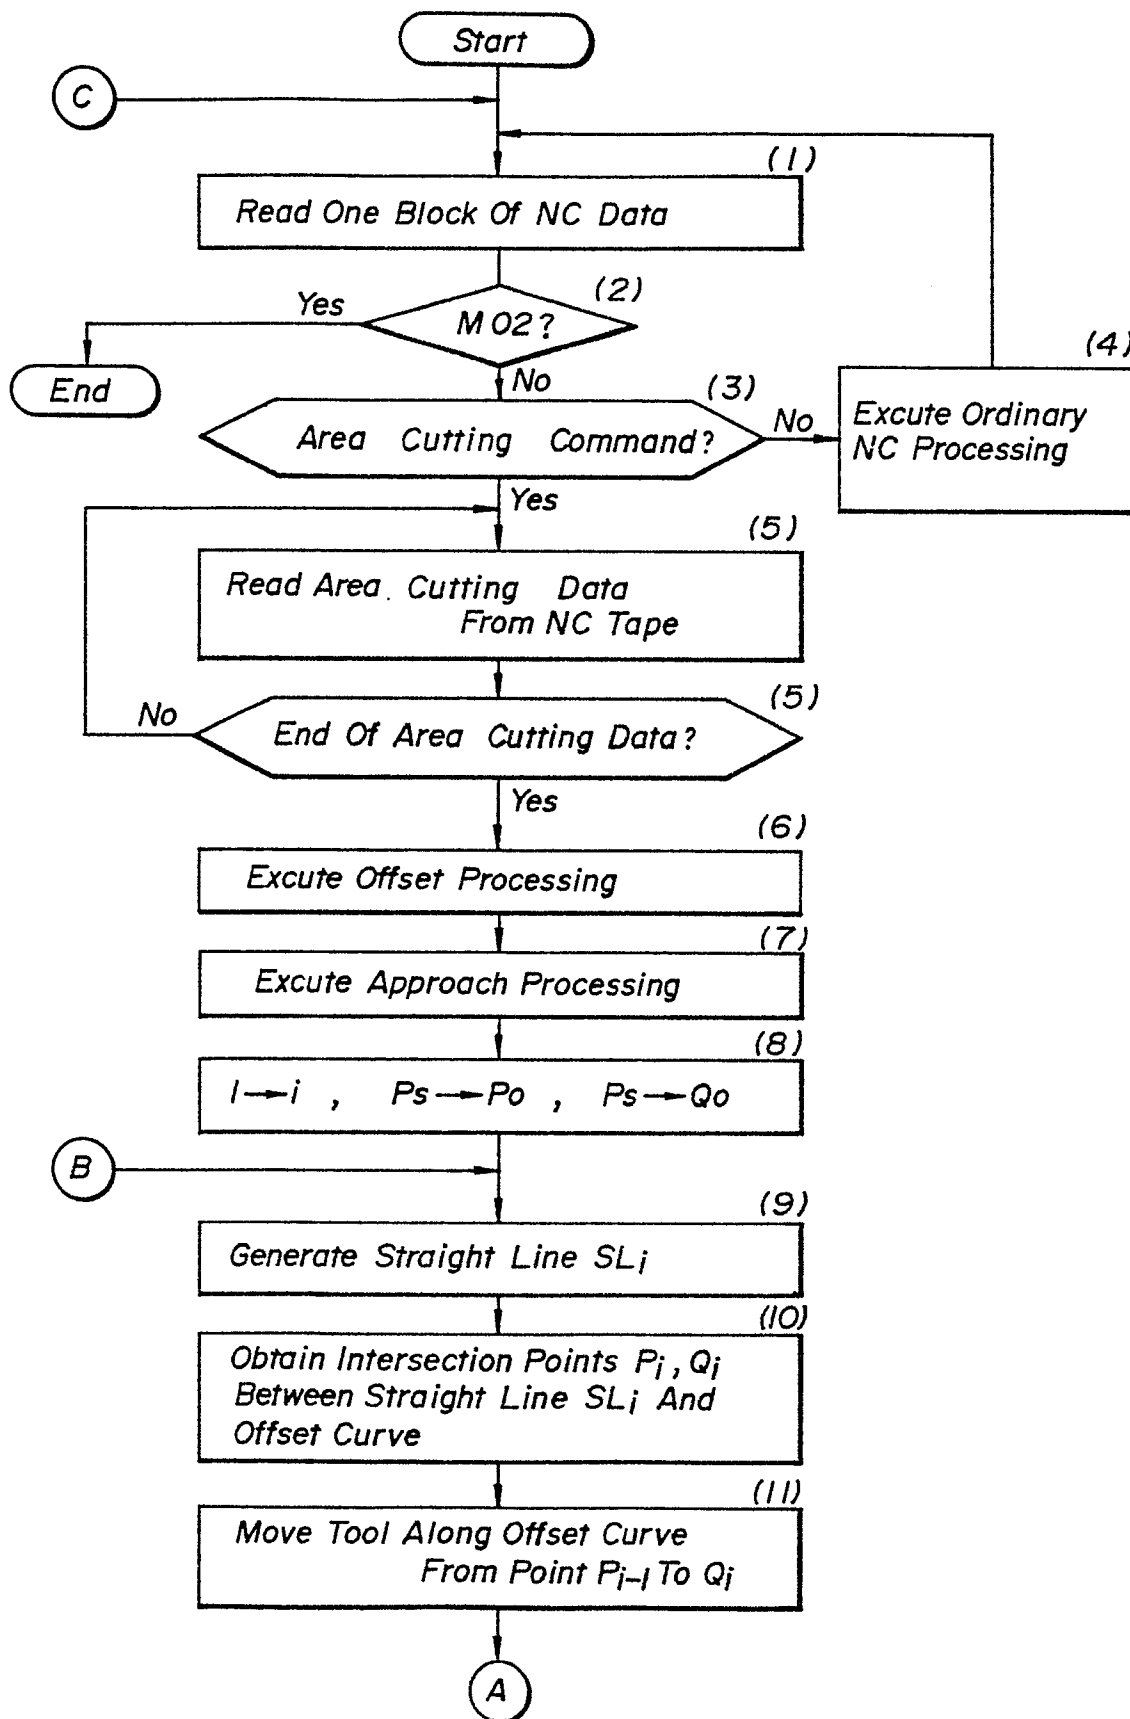 Start
C
(1)
Read One Block Of NC Data
(2)
Yes
M02?
(4)
End
No
(3)
Area Cutting Command?
No
Excute Ordinary
NC Processing
Yes
(5)
Read Area Cutting Data
From NC Tape
(5)
No
End Of Area Cutting Data?
Yes
(6)
Excute Offset Processing
(7)
Excute Approach Processing
(8)
1→i , Ps→Po , Ps→Qo
B
(9)
Generate Straight Line SLi
(10)
Obtain Intersection Points Pi, Qi
Between Straight Line SLi And
Offset Curve
(11)
Move Tool Along Offset Curve
From Point Pi-1 To Qi
A